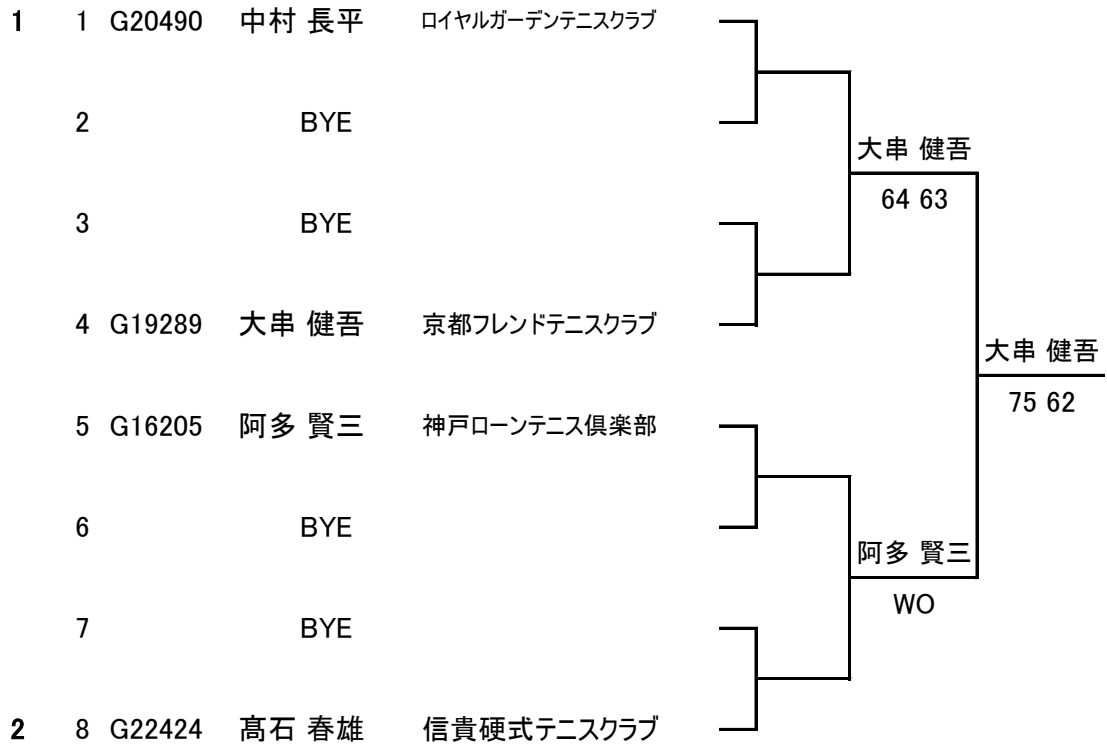 1 1 G20490 中村 長平 ロイヤルガーデンテニスクラブ
2 BYE
大串 健吾
64 63
3 BYE
4 G19289 大串 健吾 京都フレンドテニスクラブ
大串 健吾
75 62
5 G16205 阿多 賢三 神戸ローンテニス倶楽部
6 BYE
阿多 賢三
WO
7 BYE
2 8 G22424 髙石 春雄 信貴硬式テニスクラブ